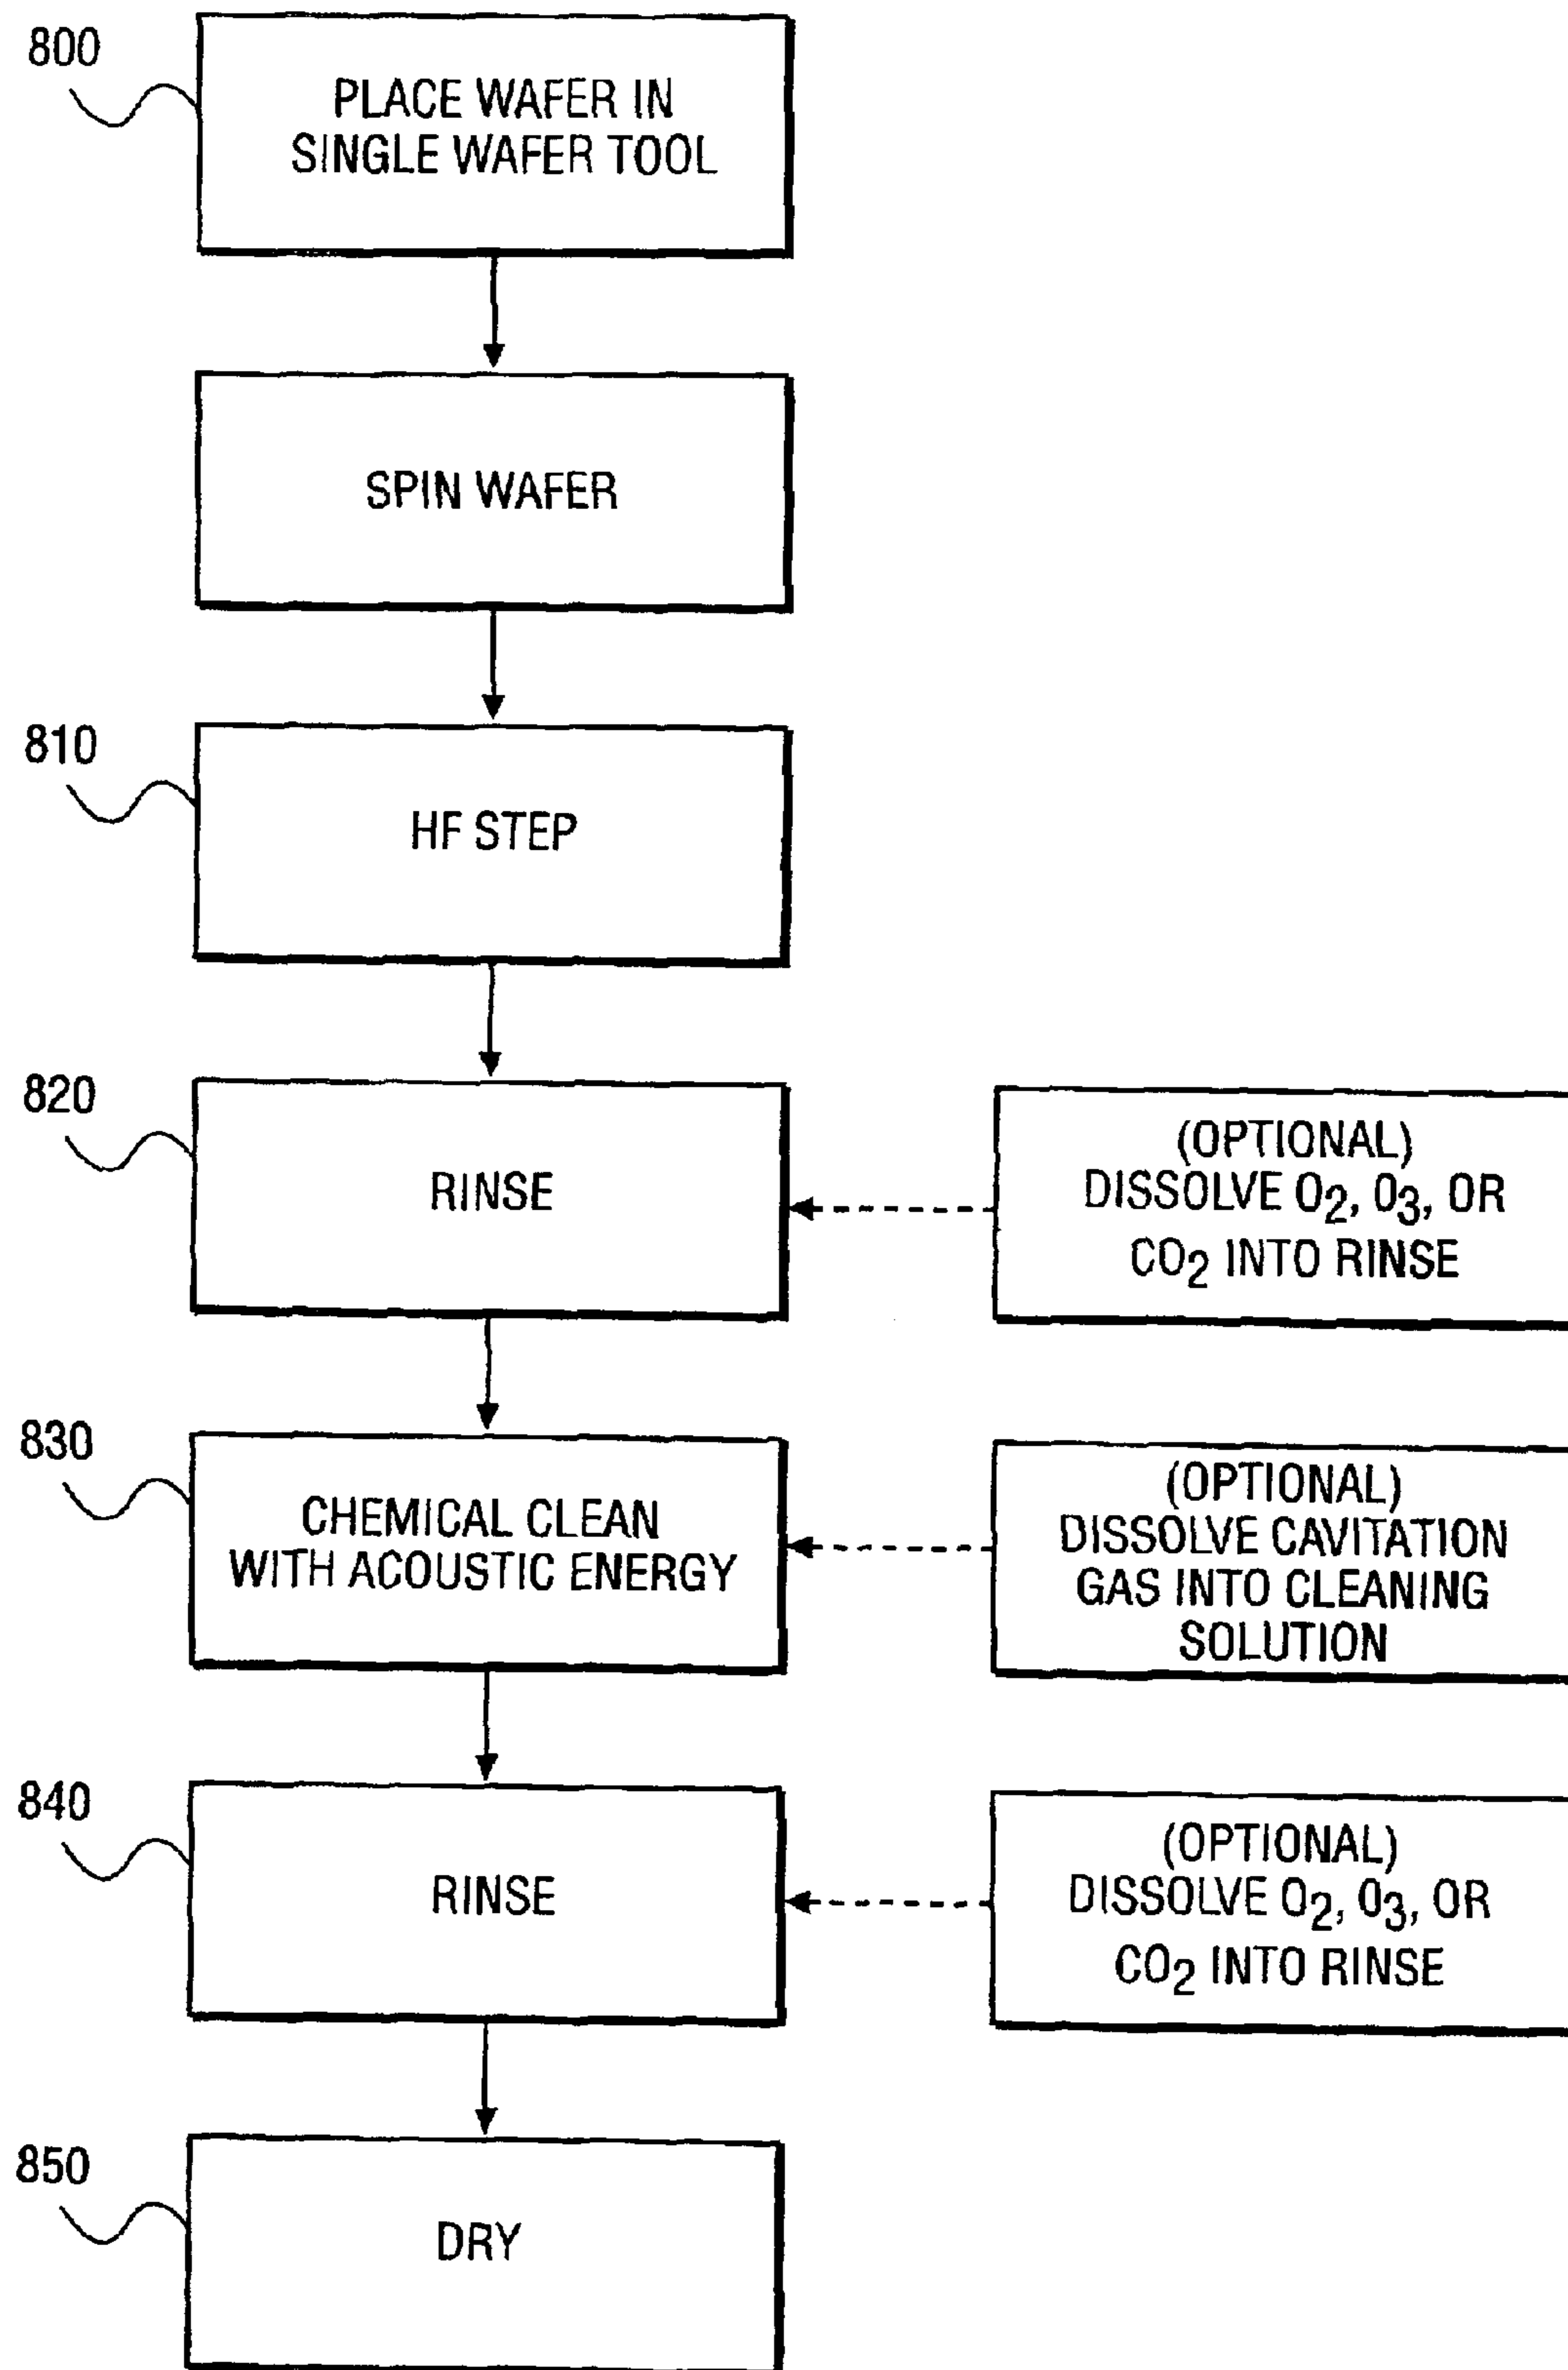 800
PLACE WAFER IN
SINGLE WAFER TOOL
SPIN WAFER
810
HF STEP
820
RINSE
(OPTIONAL)
DISSOLVE O₂, O₃, OR
CO₂ INTO RINSE
830
CHEMICAL CLEAN
WITH ACOUSTIC ENERGY
(OPTIONAL)
DISSOLVE CAVITATION
GAS INTO CLEANING
SOLUTION
840
RINSE
(OPTIONAL)
DISSOLVE O₂, O₃, OR
CO₂ INTO RINSE
850
DRY